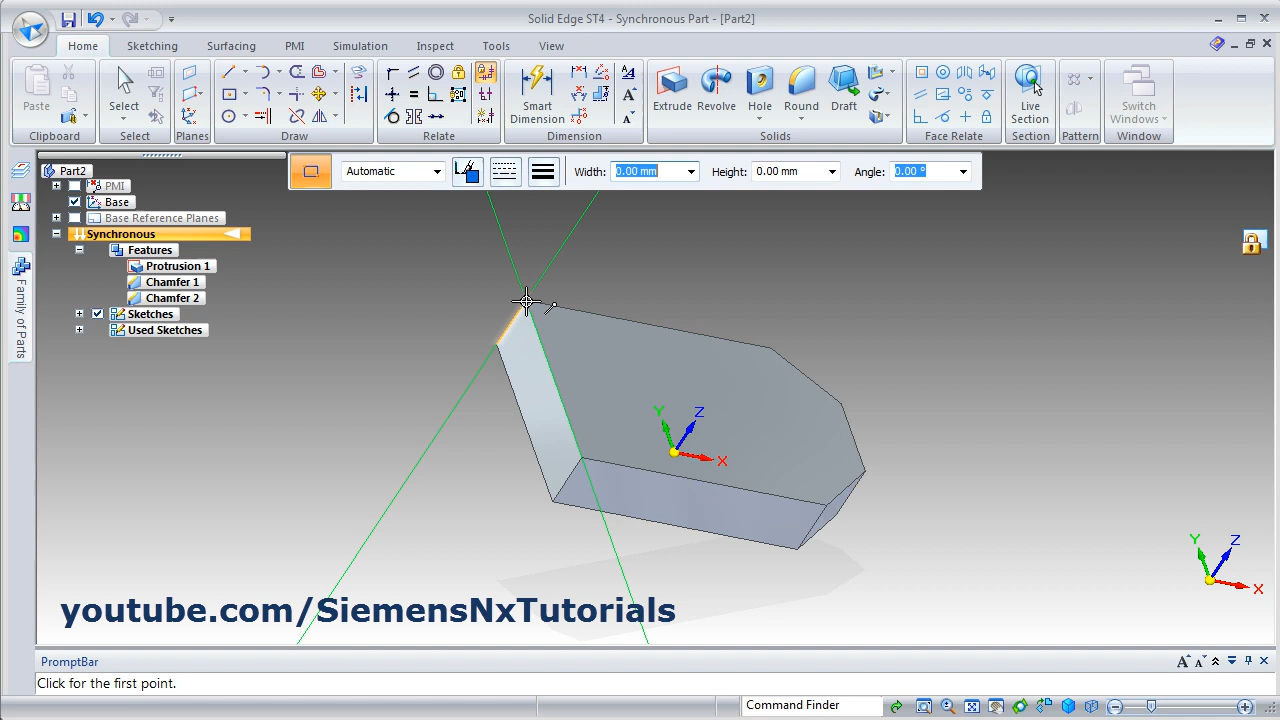 Solid Edge ST4 - Synchronous Part - [Part2]
Home Sketching Surfacing PMI Simulation Inspect Tools View
Paste
Select
Smart Dimension
Extrude Revolve Hole Round Draft
Live Section
Switch Windows
Clipboard Select Planes Draw Relate Dimension Solids Face Relate Section Pattern Window
Automatic Width: 0.00 mm Height: 0.00 mm Angle: 0.00 °
Part2
PMI
Base
Base Reference Planes
Synchronous
Features
Protrusion 1
Chamfer 1
Chamfer 2
Sketches
Used Sketches
Family of Parts
Y Z X
Y Z X
youtube.com/SiemensNxTutorials
PromptBar
Click for the first point.
Command Finder